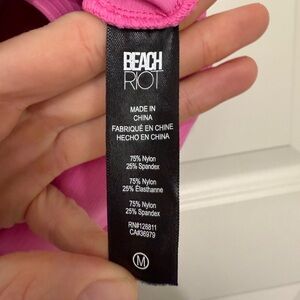 BEACH
RIOT
MADE IN
CHINA
FABRIQUÉ EN CHINE
HECHO EN CHINA
75% Nylon
25% Spandex
75% Nylon
25% Élasthanne
75% Nylon
25% Spandex
RN#128811
CA#36979
M